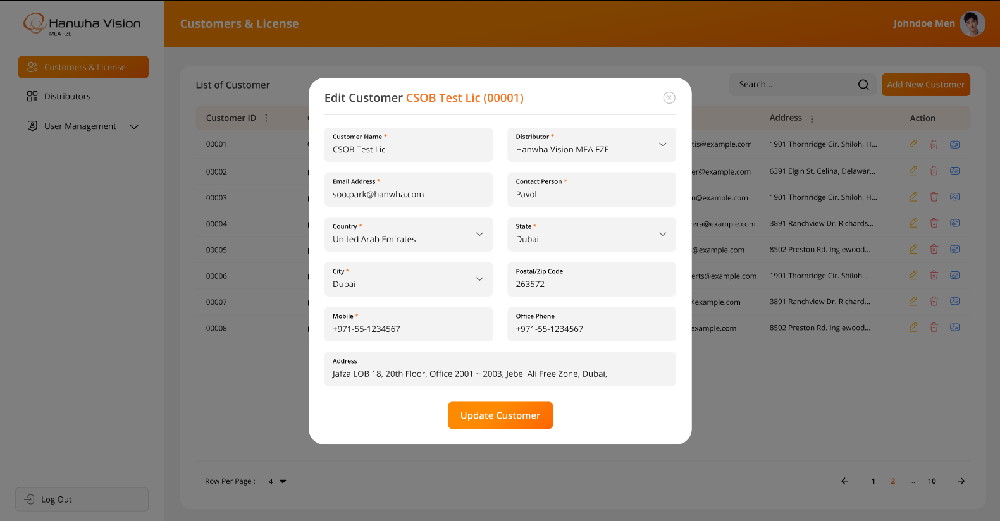 Hanwha Vision
MEA FZE
Customers & License
Johndoe Men
Customers & License
Distributors
User Management
Log Out
List of Customer
Search...
Add New Customer
Customer ID
Address
Action
00001
tis@example.com
1901 Thornridge Cir. Shiloh, H...
00002
er@example.com
6391 Elgin St. Celina, Delawar...
00003
n@example.com
1901 Thornridge Cir. Shiloh, H...
00004
era@example.com
3891 Ranchview Dr. Richards...
00005
@example.com
8502 Preston Rd. Inglewood...
00006
erts@example.com
1901 Thornridge Cir. Shiloh...
00007
@example.com
3891 Ranchview Dr. Richard...
00008
example.com
8502 Preston Rd. Inglewood...
Edit Customer CSOB Test Lic (00001)
Customer Name *
CSOB Test Lic
Distributor *
Hanwha Vision MEA FZE
Email Address *
soo.park@hanwha.com
Contact Person *
Pavol
Country *
United Arab Emirates
State *
Dubai
City *
Dubai
Postal/Zip Code
263572
Mobile *
+971-55-1234567
Office Phone
+971-55-1234567
Address
Jafza LOB 18, 20th Floor, Office 2001 ~ 2003, Jebel Ali Free Zone, Dubai,
Update Customer
Row Per Page : 4
1 2 ... 10